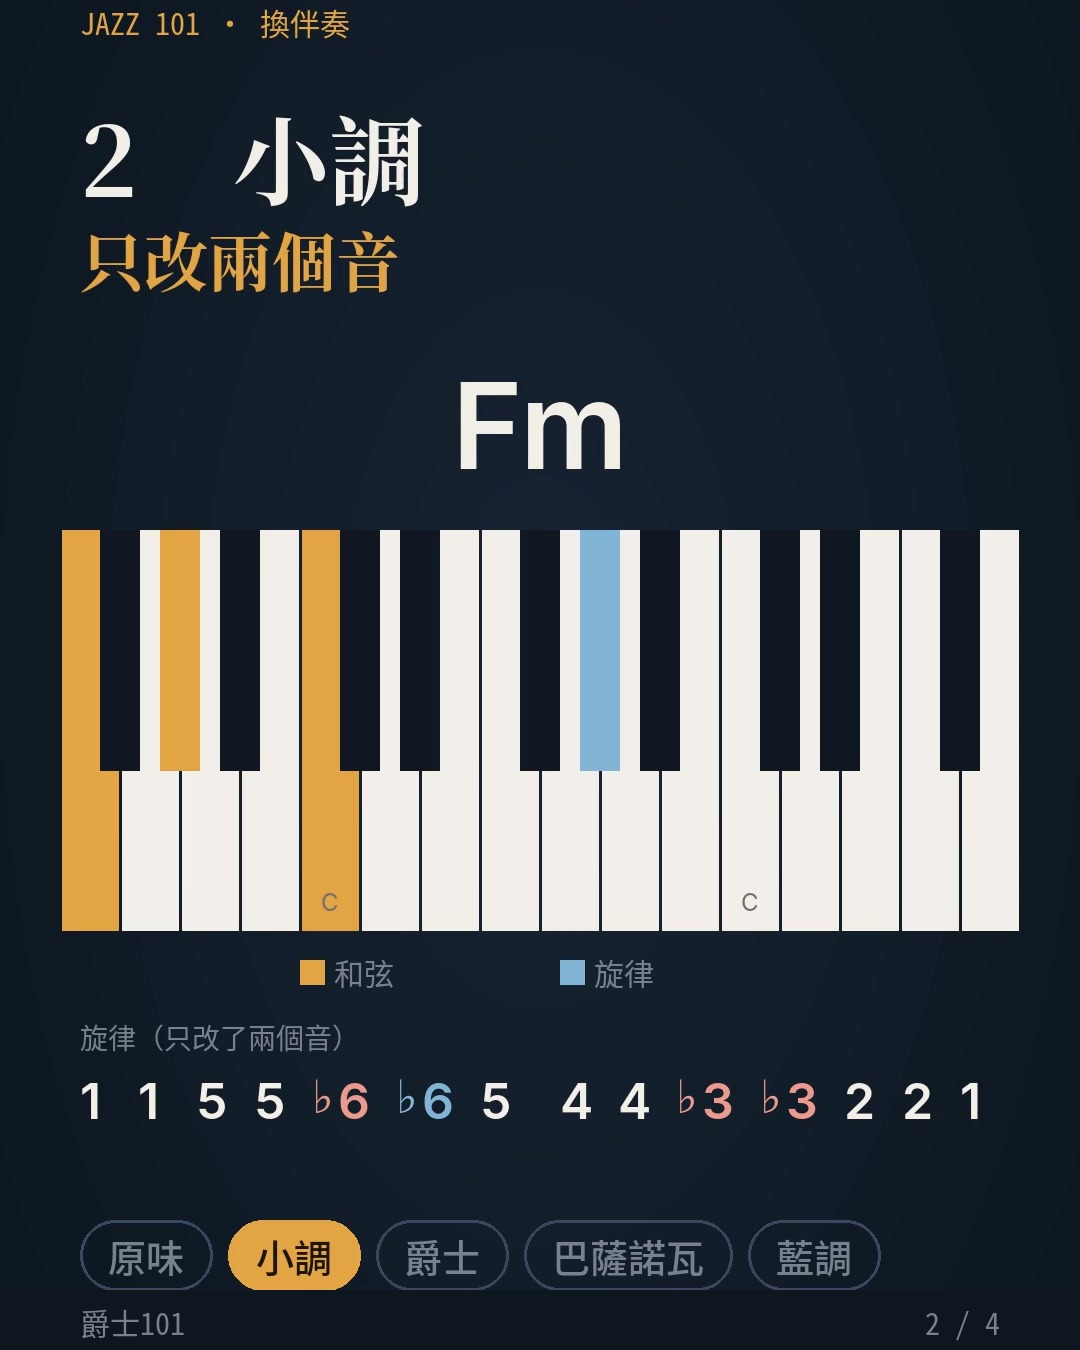 JAZZ 101 · 換伴奏
2 小調
只改兩個音
Fm
C C
和弦 旋律
旋律（只改了兩個音）
1 1 5 5 ♭6 ♭6 5 4 4 ♭3 ♭3 2 2 1
原味 小調 爵士 巴薩諾瓦 藍調
爵士101 2 / 4